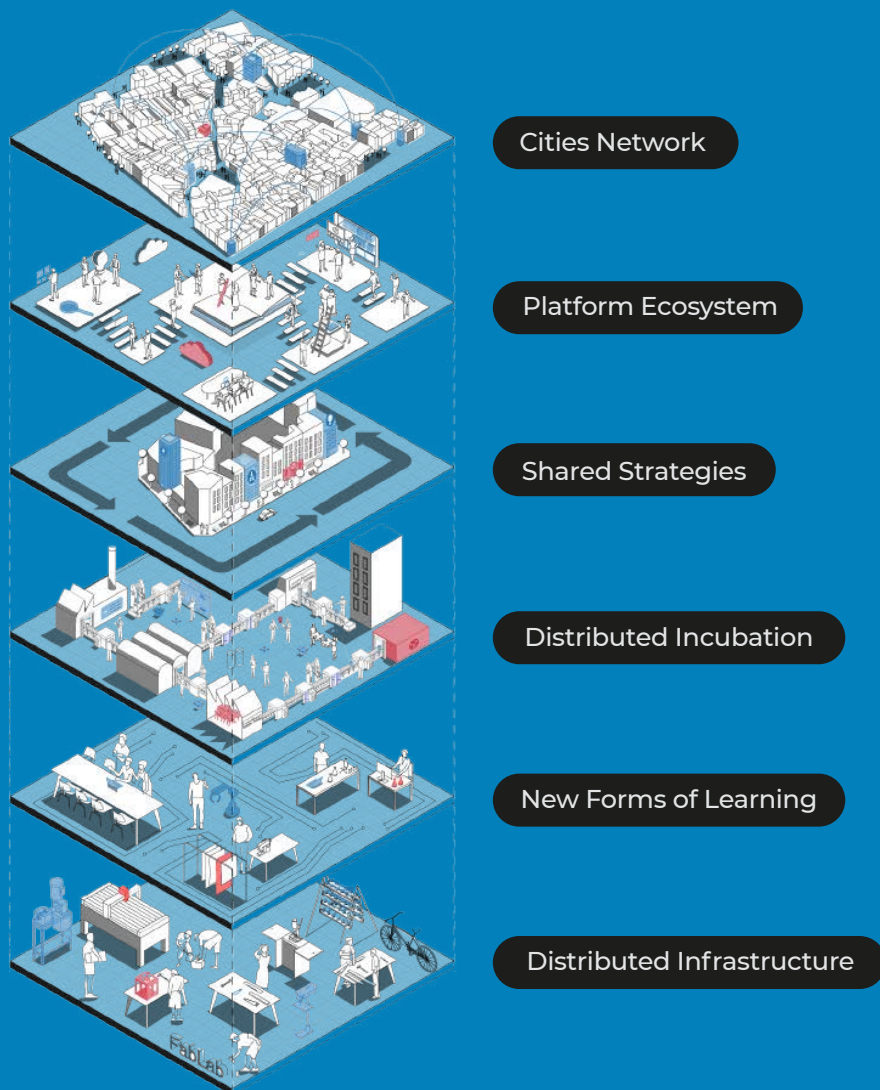 Cities Network
Platform Ecosystem
Shared Strategies
Distributed Incubation
New Forms of Learning
Distributed Infrastructure
FabLab